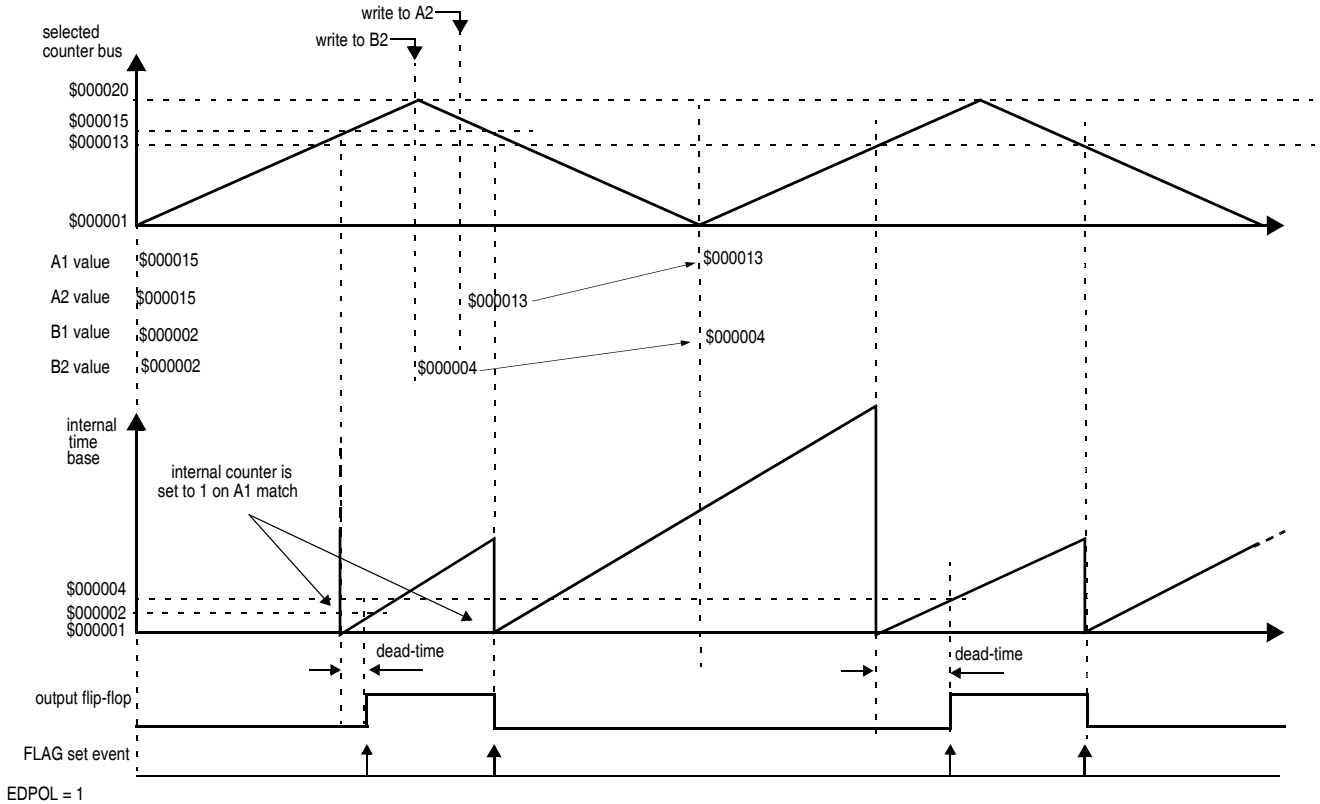 write to A2
write to B2
selected
counter bus
$000020
$000015
$000013
$000001
A1 value
$000015
$000013
A2 value
$000015
$000013
B1 value
$000002
$000004
B2 value
$000002
$000004
internal
time
base
internal counter is
set to 1 on A1 match
$000004
$000002
$000001
dead-time
dead-time
output flip-flop
FLAG set event
EDPOL = 1